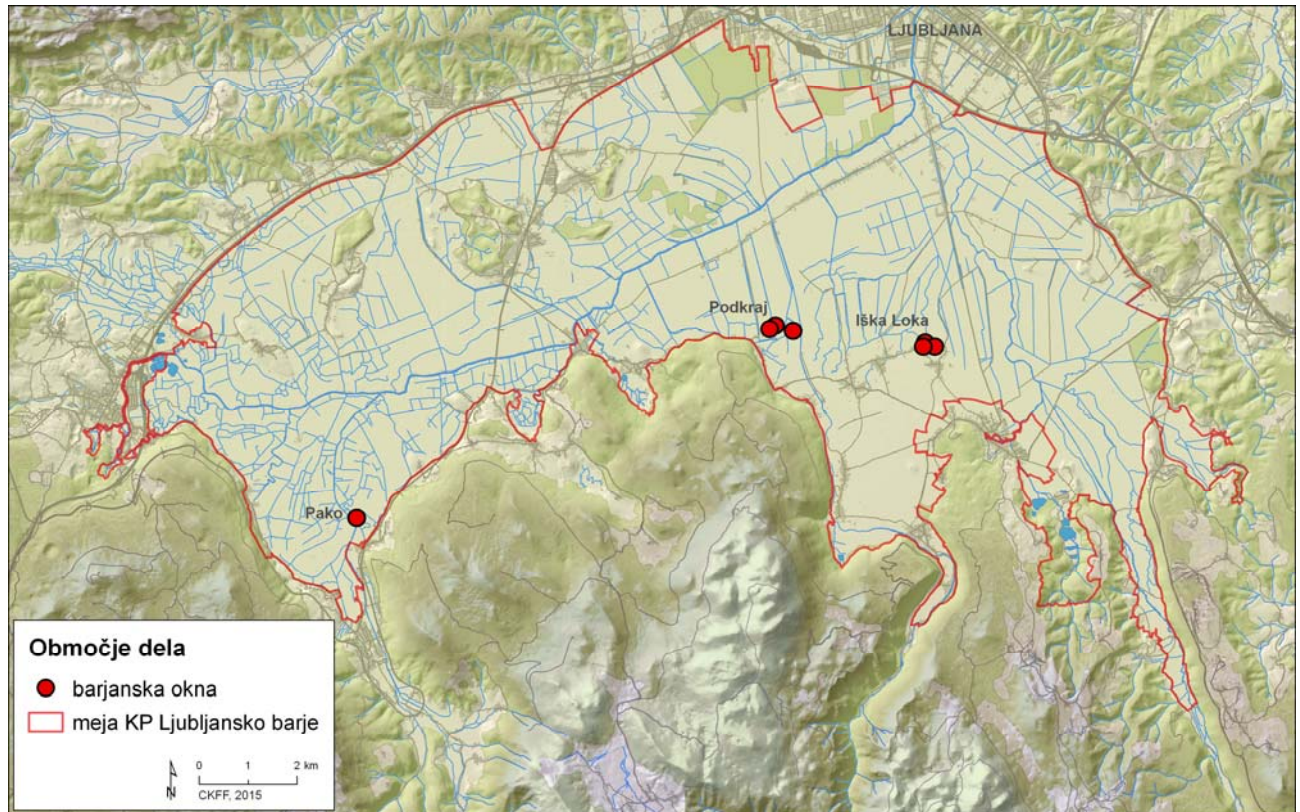 LJUBLJANA
Podkraj
Iška Loka
Pako
Območje dela
barjanska okna
meja KP Ljubljansko barje
N
0 1 2 km
CKFF, 2015